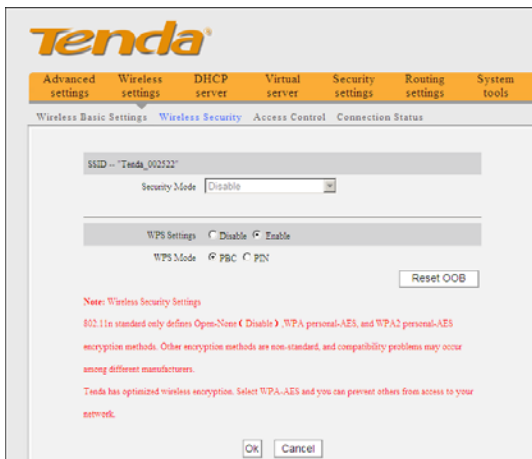 Tenda
Advanced settings Wireless settings DHCP server Virtual server Security settings Routing settings System tools
Wireless Basic Settings Wireless Security Access Control Connection Status
SSID -- "Tenda_002522"
Security Mode Disable
WPS Settings Disable Enable
WPS Mode PBC PIN
Reset OOB
Note: Wireless Security Settings
802.11n standard only defines Open-None ( Disable ) ,WPA personal-AES, and WPA2 personal-AES
encryption methods. Other encryption methods are non-standard, and compatibility problems may occur
among different manufacturers.
Tenda has optimized wireless encryption. Select WPA-AES and you can prevent others from access to your
network.
Ok Cancel